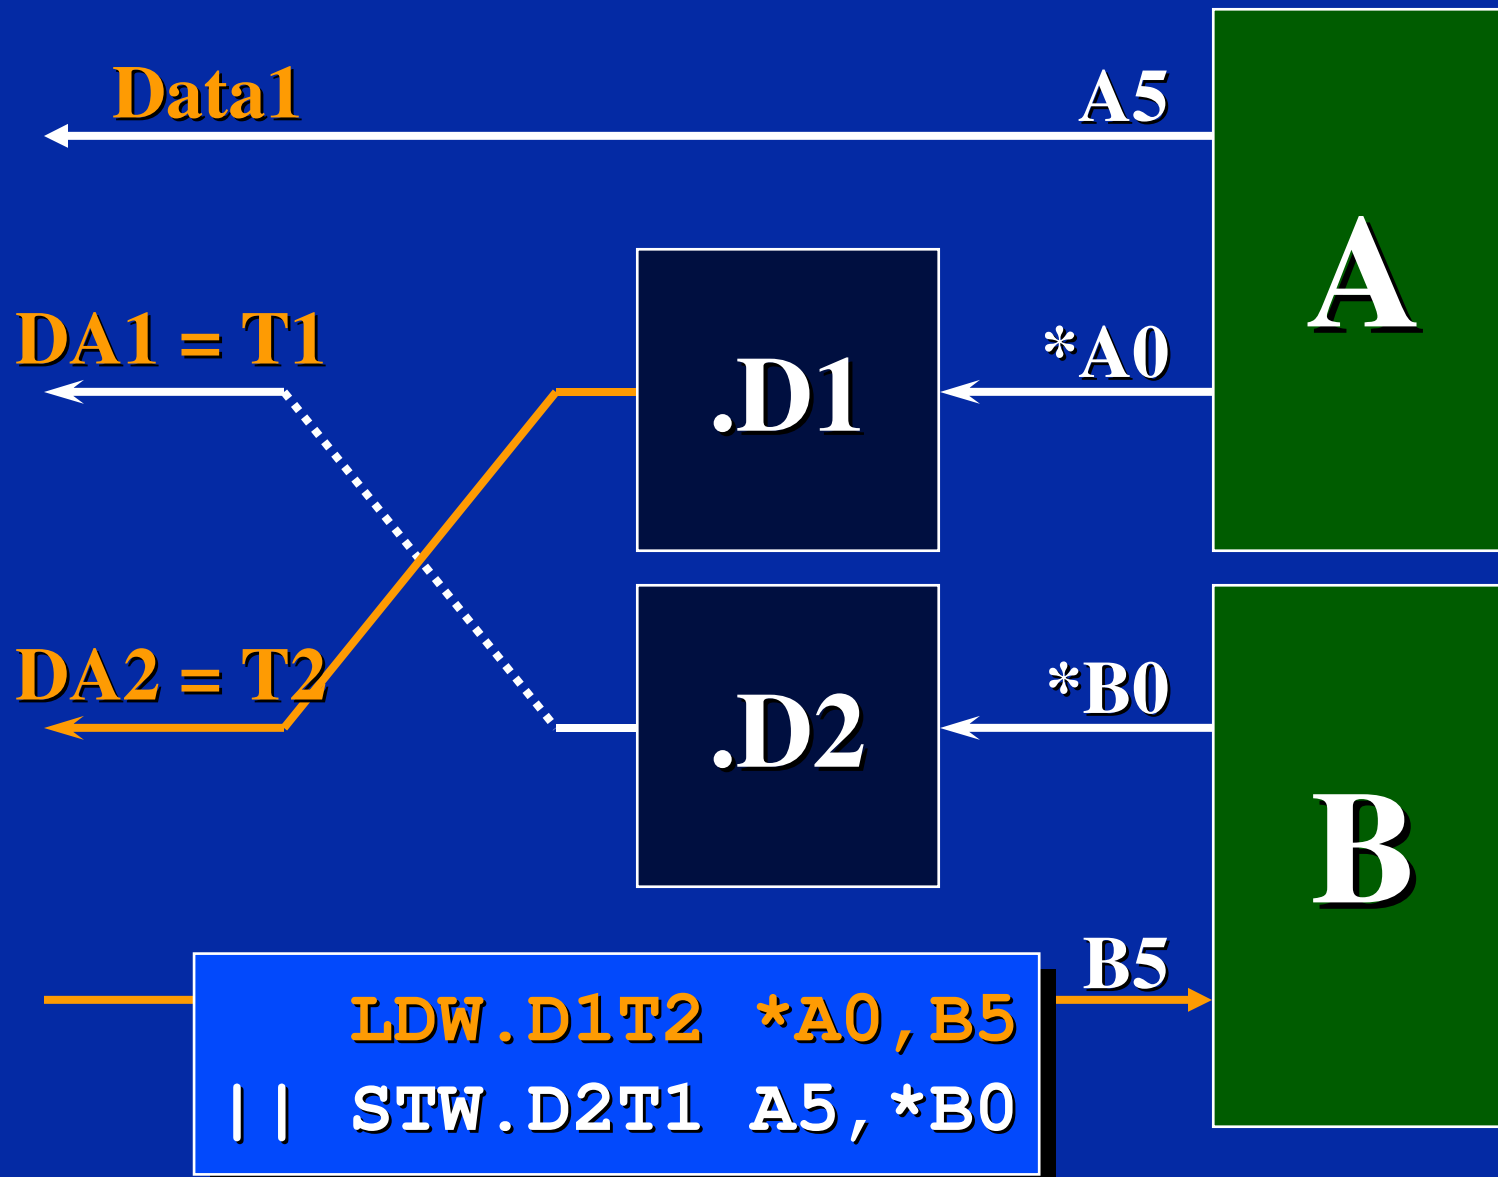 Data1
A5
A
DA1 = T1
.D1
*A0
DA2 = T2
.D2
*B0
B
B5
LDW.D1T2 *A0,B5
|| STW.D2T1 A5,*B0